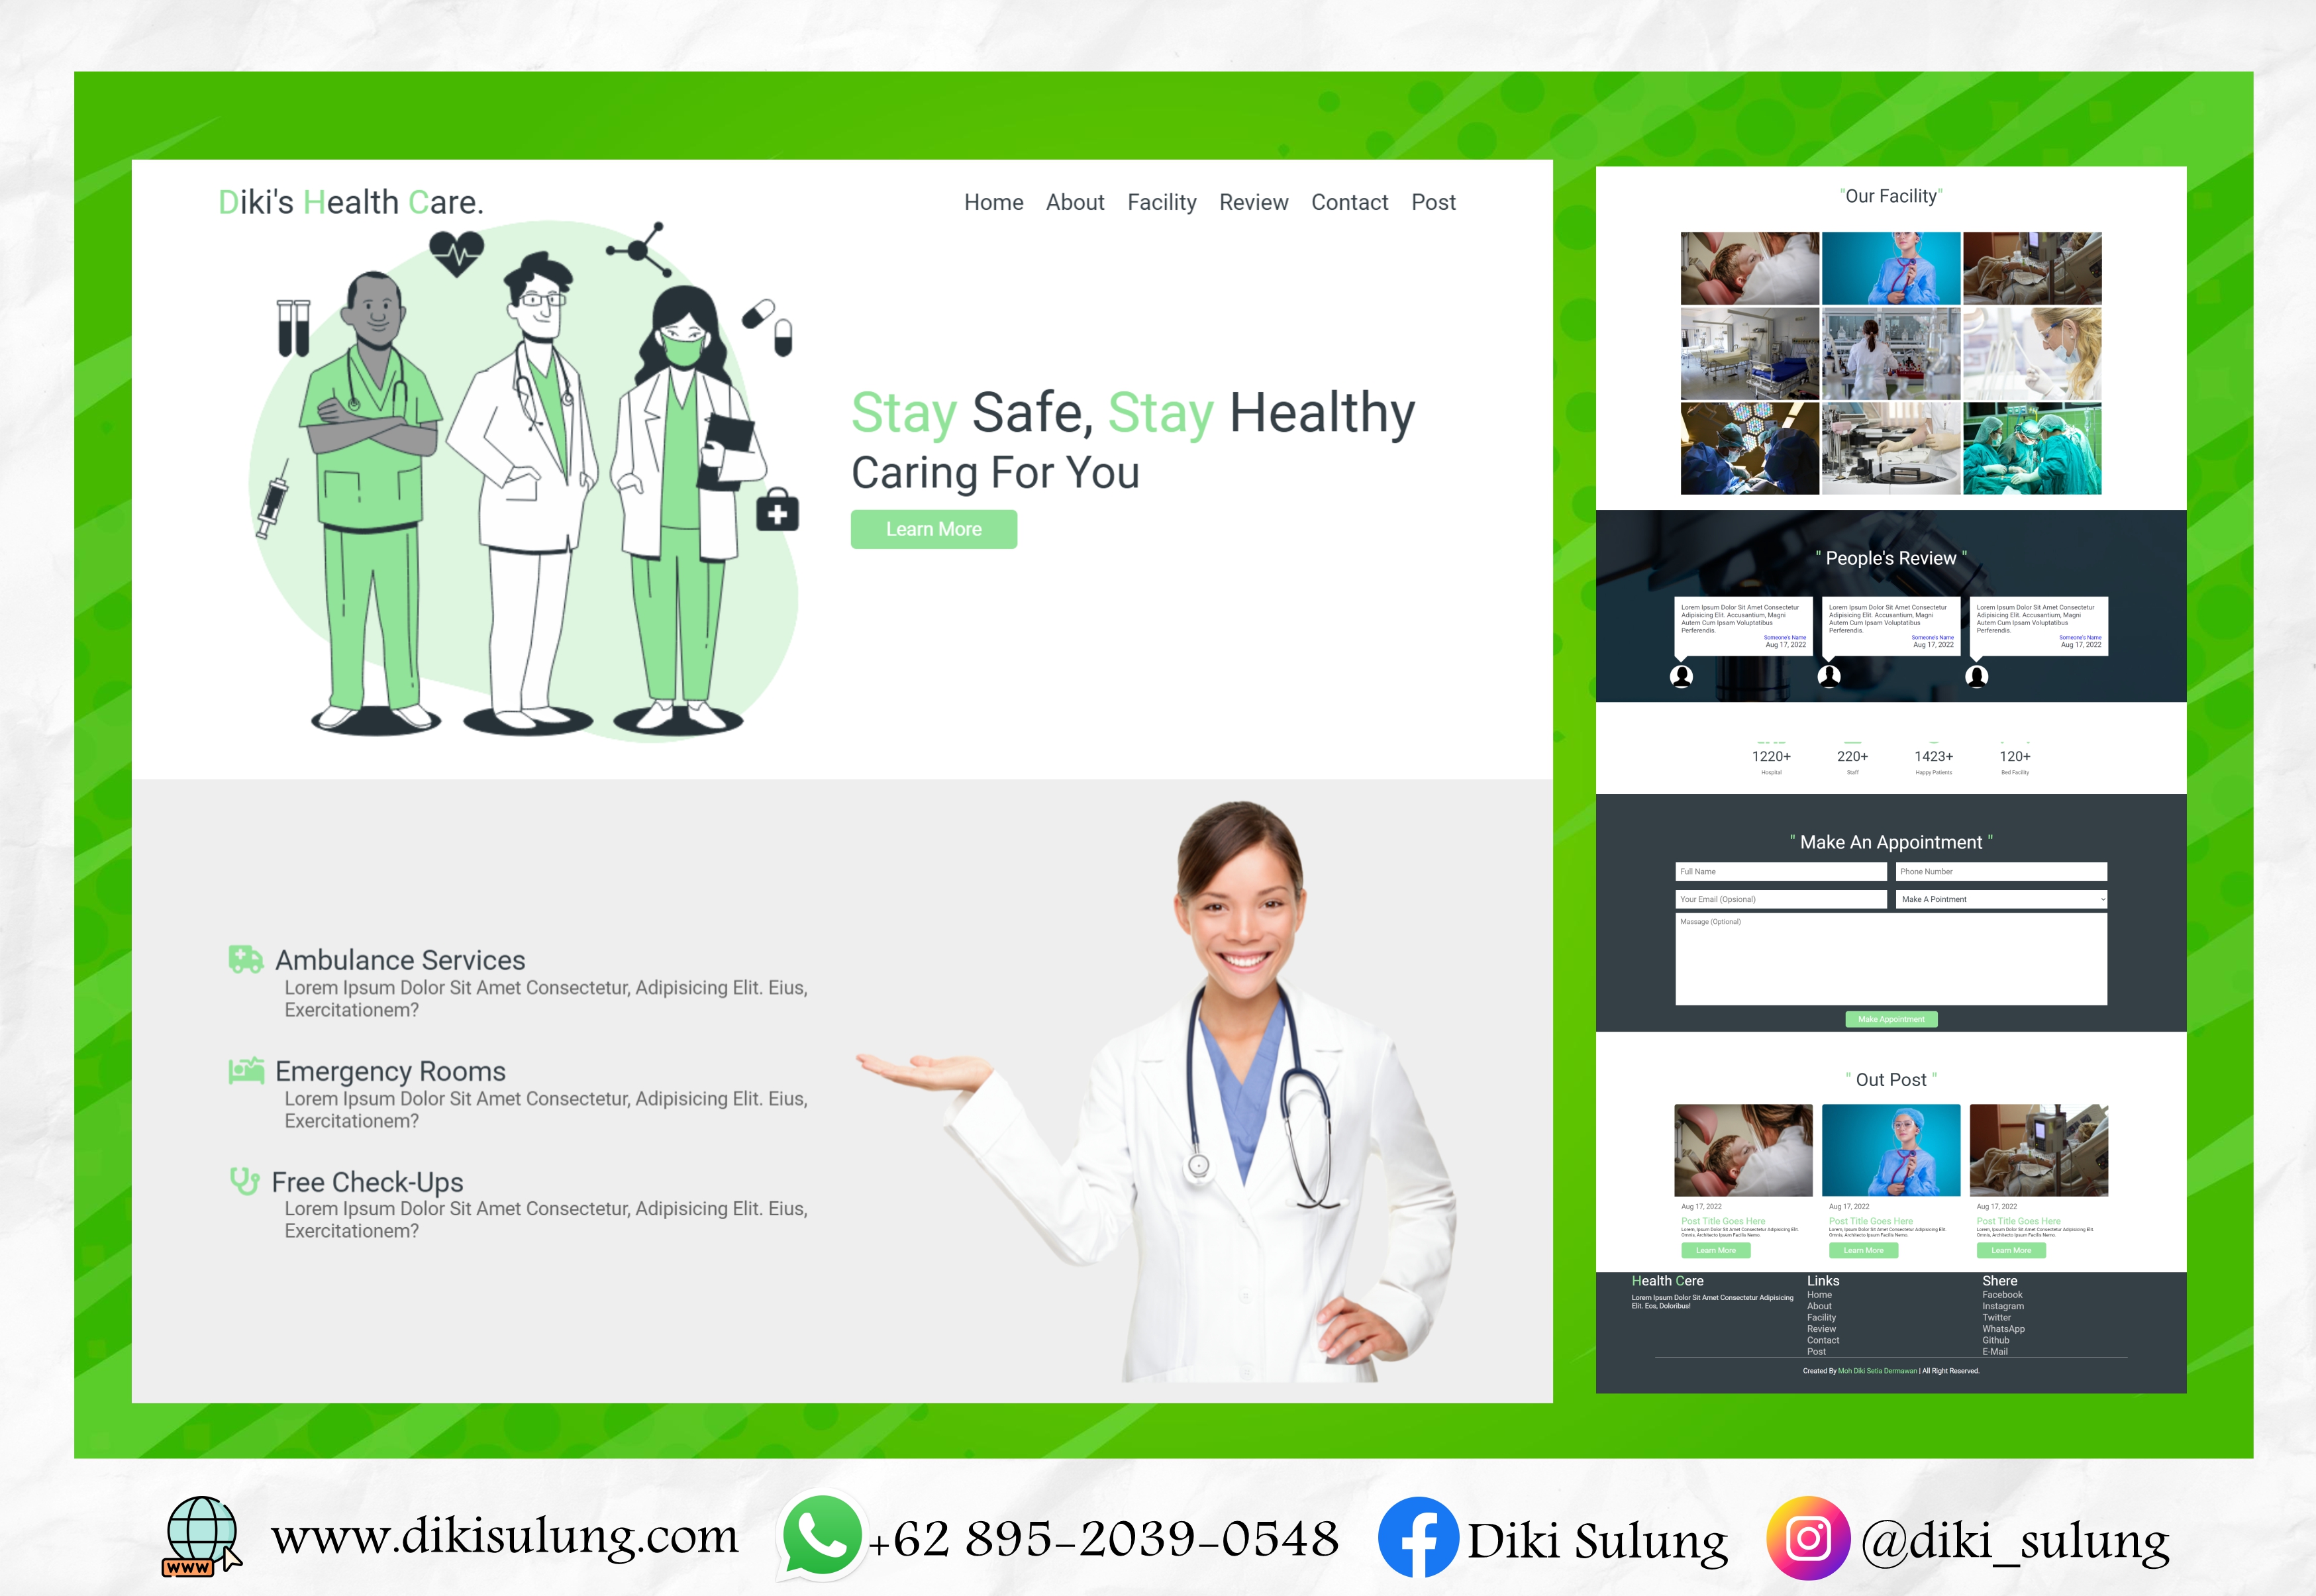 Diki's Health Care.
Home About Facility Review Contact Post
Stay Safe, Stay Healthy
Caring For You
Learn More
Ambulance Services
Lorem Ipsum Dolor Sit Amet Consectetur, Adipisicing Elit. Eius,
Exercitationem?
Emergency Rooms
Lorem Ipsum Dolor Sit Amet Consectetur, Adipisicing Elit. Eius,
Exercitationem?
Free Check-Ups
Lorem Ipsum Dolor Sit Amet Consectetur, Adipisicing Elit. Eius,
Exercitationem?
"Our Facility"
" People's Review "
Lorem Ipsum Dolor Sit Amet Consectetur
Adipisicing Elit. Accusantium, Magni
Autem Cum Ipsam Voluptatibus
Perferendis.
Someone's Name
Aug 17, 2022
Lorem Ipsum Dolor Sit Amet Consectetur
Adipisicing Elit. Accusantium, Magni
Autem Cum Ipsam Voluptatibus
Perferendis.
Someone's Name
Aug 17, 2022
Lorem Ipsum Dolor Sit Amet Consectetur
Adipisicing Elit. Accusantium, Magni
Autem Cum Ipsam Voluptatibus
Perferendis.
Someone's Name
Aug 17, 2022
1220+ 220+ 1423+ 120+
Hospital Staff Happy Patients Bed Facility
" Make An Appointment "
Full Name Phone Number
Your Email (Opsional) Make A Pointment
Massage (Optional)
Make Appointment
" Out Post "
Aug 17, 2022
Post Title Goes Here
Lorem, Ipsum Dolor Sit Amet Consectetur Adipisicing Elit.
Omnis, Architecto Ipsum Facilis Nemo.
Learn More
Aug 17, 2022
Post Title Goes Here
Lorem, Ipsum Dolor Sit Amet Consectetur Adipisicing Elit.
Omnis, Architecto Ipsum Facilis Nemo.
Learn More
Aug 17, 2022
Post Title Goes Here
Lorem, Ipsum Dolor Sit Amet Consectetur Adipisicing Elit.
Omnis, Architecto Ipsum Facilis Nemo.
Learn More
Health Cere
Lorem Ipsum Dolor Sit Amet Consectetur Adipisicing
Elit. Eos, Doloribus!
Links
Home
About
Facility
Review
Contact
Post
Shere
Facebook
Instagram
Twitter
WhatsApp
Github
E-Mail
Created By Moh Diki Setia Dermawan | All Right Reserved.
WWW
www.dikisulung.com
+62 895-2039-0548
Diki Sulung
@diki_sulung